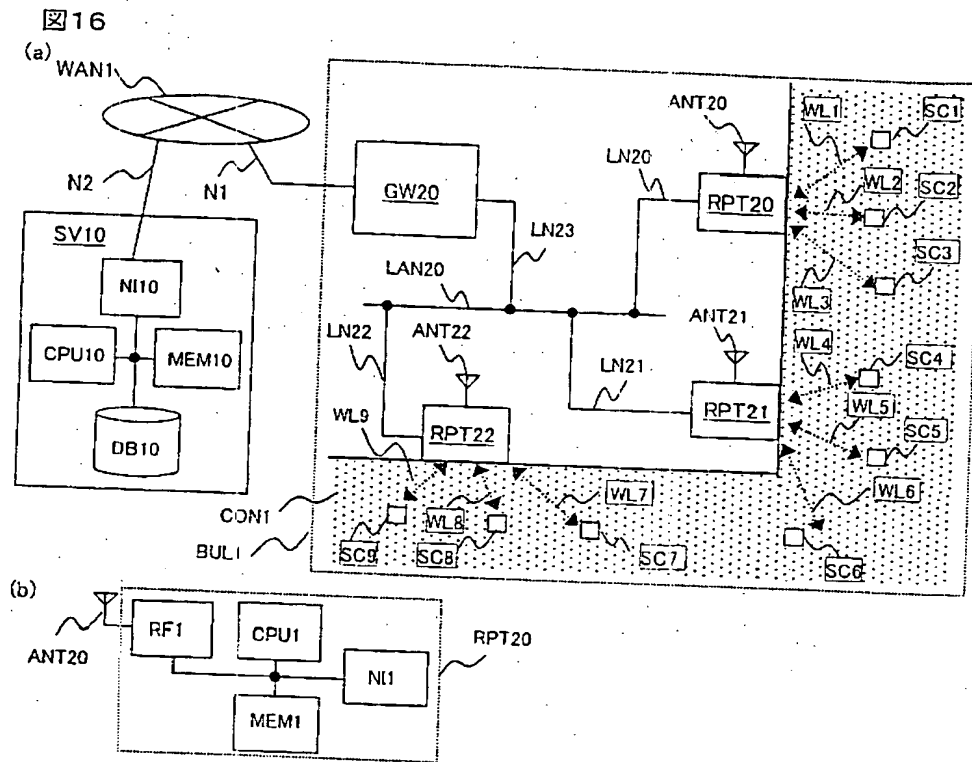 図16
(a)
WAN1
N2
N1
SV10
NI10
CPU10
MEM10
DB10
GW20
LN23
LAN20
LN20
ANT20
RPT20
LN22
ANT22
RPT22
LN21
ANT21
RPT21
WL1
SC1
WL2
SC2
WL3
SC3
WL4
SC4
WL5
SC5
WL6
SC6
WL9
WL7
WL8
SC9
SC8
SC7
CON1
BUL1
(b)
ANT20
RF1
CPU1
NI1
MEM1
RPT20